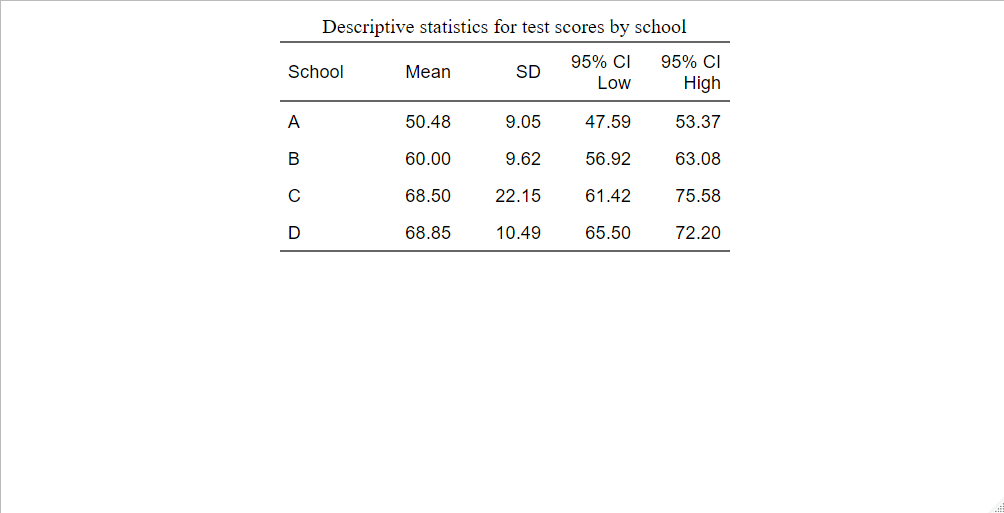 Descriptive statistics for test scores by school
School Mean SD 95% CI Low 95% CI High
A 50.48 9.05 47.59 53.37
B 60.00 9.62 56.92 63.08
C 68.50 22.15 61.42 75.58
D 68.85 10.49 65.50 72.20